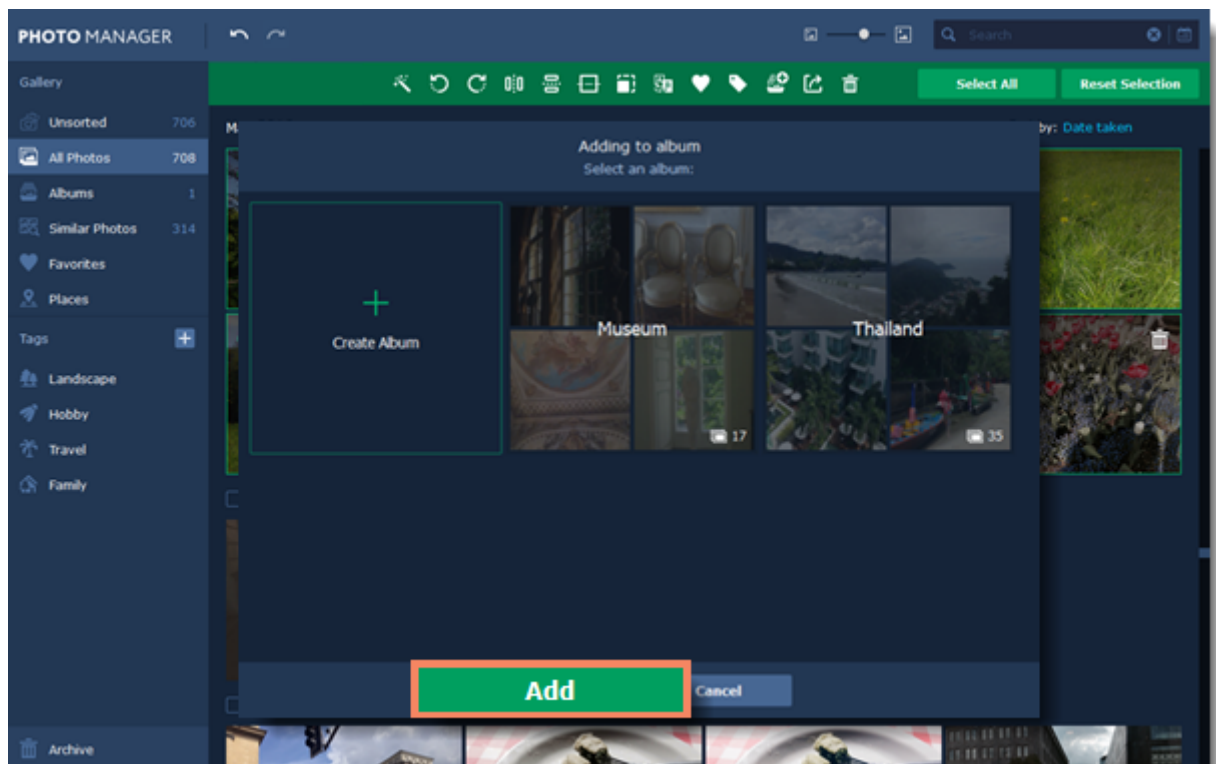 PHOTO MANAGER
Search
Gallery
Select All
Reset Selection
Unsorted 706
by: Date taken
All Photos 708
Adding to album
Select an album:
Albums 1
Similar Photos 314
Favorites
Places
Tags
Create Album
Museum
17
Thailand
35
Landscape
Hobby
Travel
Family
Add
Cancel
Archive